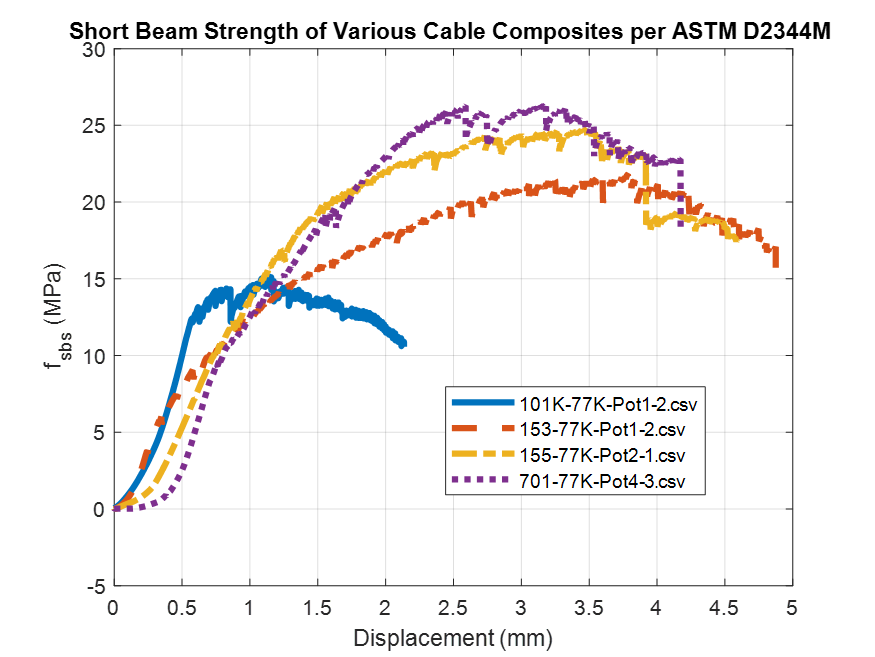 Short Beam Strength of Various Cable Composites per ASTM D2344M
30
25
20
15
10
5
0
-5
f_sbs (MPa)
101K-77K-Pot1-2.csv
153-77K-Pot1-2.csv
155-77K-Pot2-1.csv
701-77K-Pot4-3.csv
0 0.5 1 1.5 2 2.5 3 3.5 4 4.5 5
Displacement (mm)